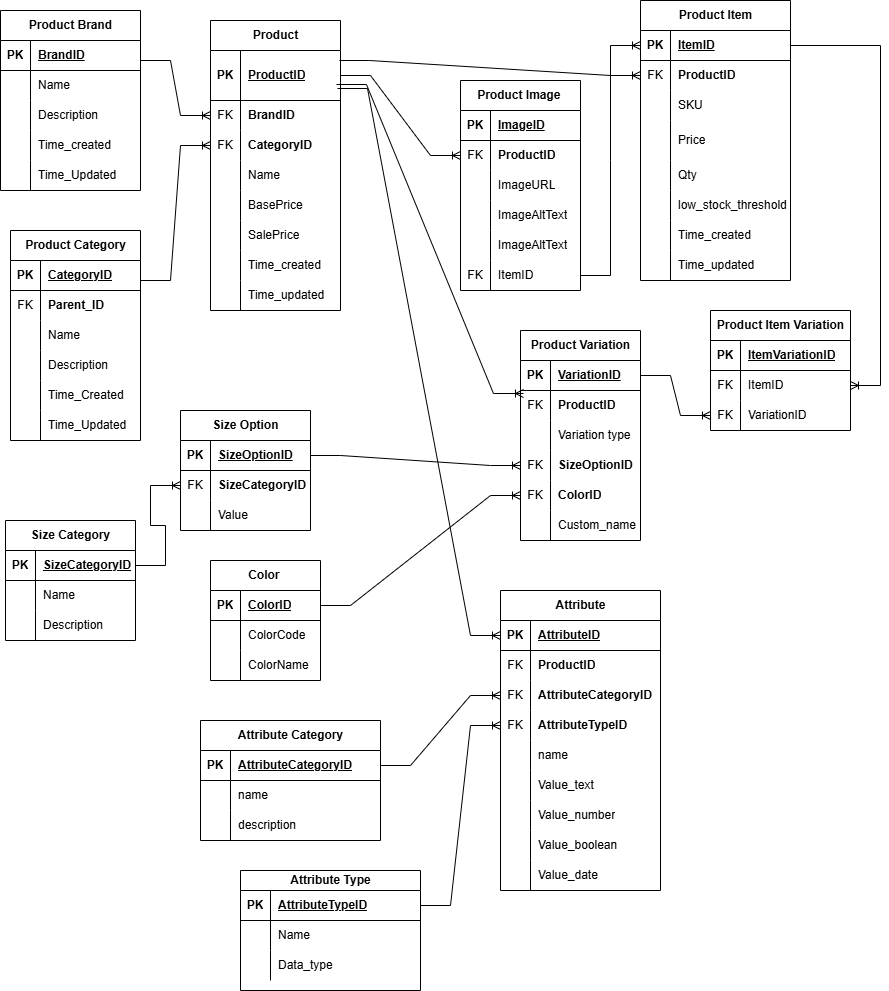 Product Brand
PK BrandID
Name
Description
Time_created
Time_Updated
Product
PK ProductID
FK BrandID
FK CategoryID
Name
BasePrice
SalePrice
Time_created
Time_updated
Product Item
PK ItemID
FK ProductID
SKU
Price
Qty
low_stock_threshold
Time_created
Time_updated
Product Image
PK ImageID
FK ProductID
ImageURL
ImageAltText
ImageAltText
FK ItemID
Product Category
PK CategoryID
FK Parent_ID
Name
Description
Time_Created
Time_Updated
Product Variation
PK VariationID
FK ProductID
Variation type
FK SizeOptionID
FK ColorID
Custom_name
Product Item Variation
PK ItemVariationID
FK ItemID
FK VariationID
Size Option
PK SizeOptionID
FK SizeCategoryID
Value
Size Category
PK SizeCategoryID
Name
Description
Color
PK ColorID
ColorCode
ColorName
Attribute
PK AttributeID
FK ProductID
FK AttributeCategoryID
FK AttributeTypeID
name
Value_text
Value_number
Value_boolean
Value_date
Attribute Category
PK AttributeCategoryID
name
description
Attribute Type
PK AttributeTypeID
Name
Data_type